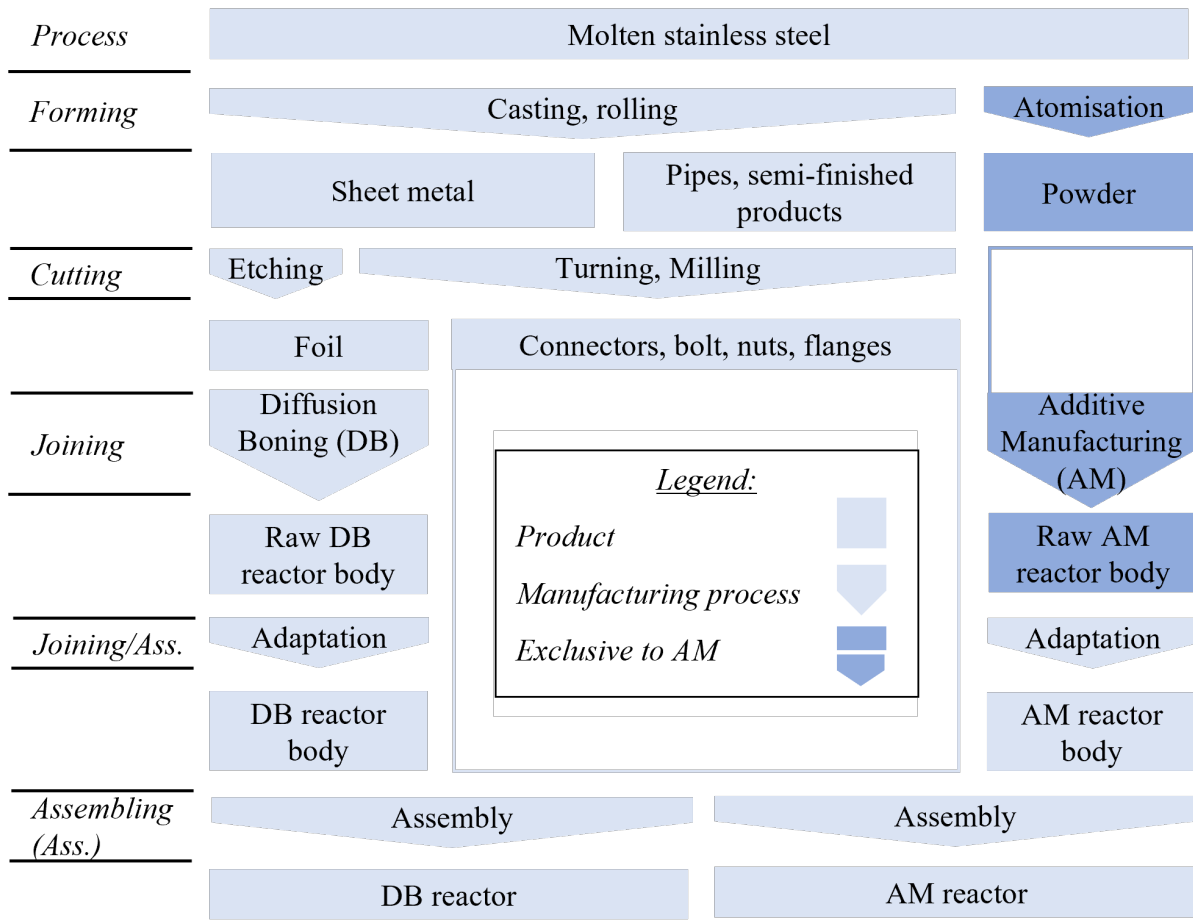 Process
Molten stainless steel
Forming
Casting, rolling
Atomisation
Sheet metal
Pipes, semi-finished
products
Powder
Cutting
Etching
Turning, Milling
Foil
Connectors, bolt, nuts, flanges
Joining
Diffusion
Boning (DB)
Additive
Manufacturing
(AM)
Legend:
Product
Manufacturing process
Exclusive to AM
Raw DB
reactor body
Raw AM
reactor body
Joining/Ass.
Adaptation
Adaptation
DB reactor
body
AM reactor
body
Assembling
(Ass.)
Assembly
Assembly
DB reactor
AM reactor